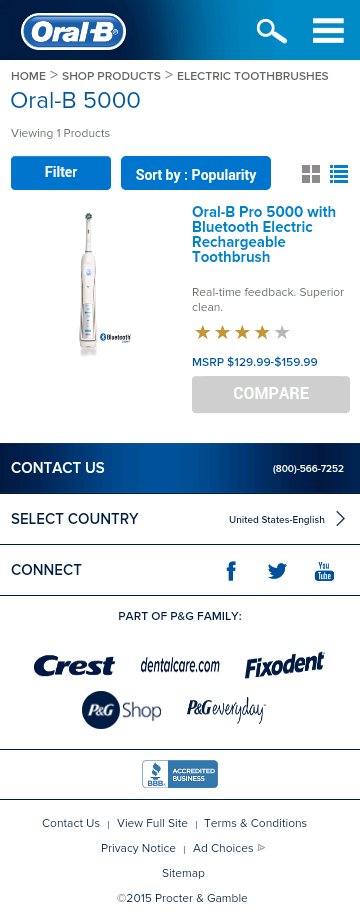 Oral-B
HOME > SHOP PRODUCTS > ELECTRIC TOOTHBRUSHES
Oral-B 5000
Viewing 1 Products
Filter
Sort by : Popularity
Oral-B Pro 5000 with
Bluetooth Electric
Rechargeable
Toothbrush
Real-time feedback. Superior
clean.
Bluetooth
MSRP $129.99-$159.99
COMPARE
CONTACT US (800)-566-7252
SELECT COUNTRY United States-English
CONNECT f You Tube
PART OF P&G FAMILY:
Crest dentalcare.com Fixodent
P&G Shop P&G everyday
BBB. ACCREDITED
BUSINESS
Contact Us | View Full Site | Terms & Conditions
Privacy Notice | Ad Choices
Sitemap
©2015 Procter & Gamble